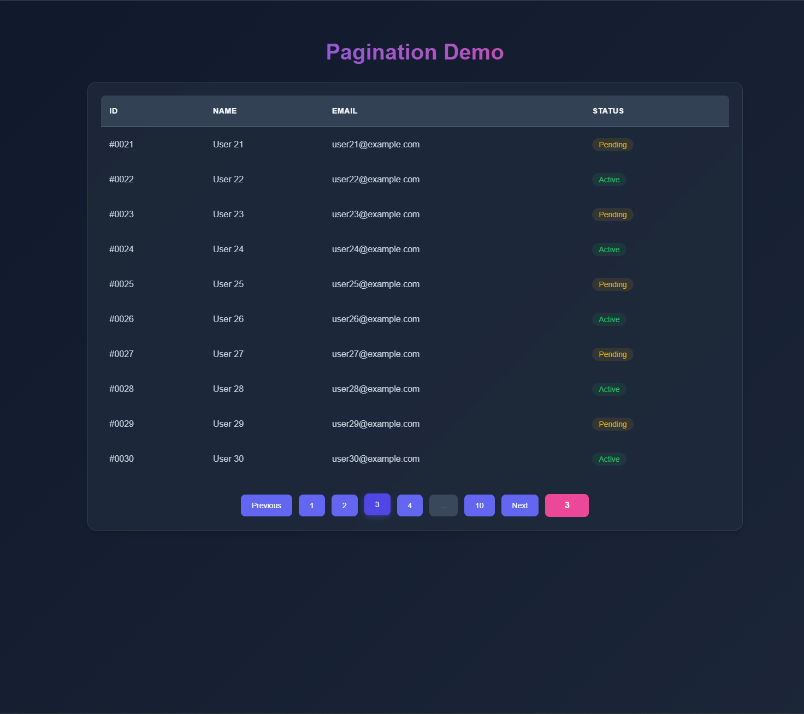 Pagination Demo
ID NAME EMAIL STATUS
#0021 User 21 user21@example.com Pending
#0022 User 22 user22@example.com Active
#0023 User 23 user23@example.com Pending
#0024 User 24 user24@example.com Active
#0025 User 25 user25@example.com Pending
#0026 User 26 user26@example.com Active
#0027 User 27 user27@example.com Pending
#0028 User 28 user28@example.com Active
#0029 User 29 user29@example.com Pending
#0030 User 30 user30@example.com Active
Previous 1 2 3 4 ... 10 Next 3